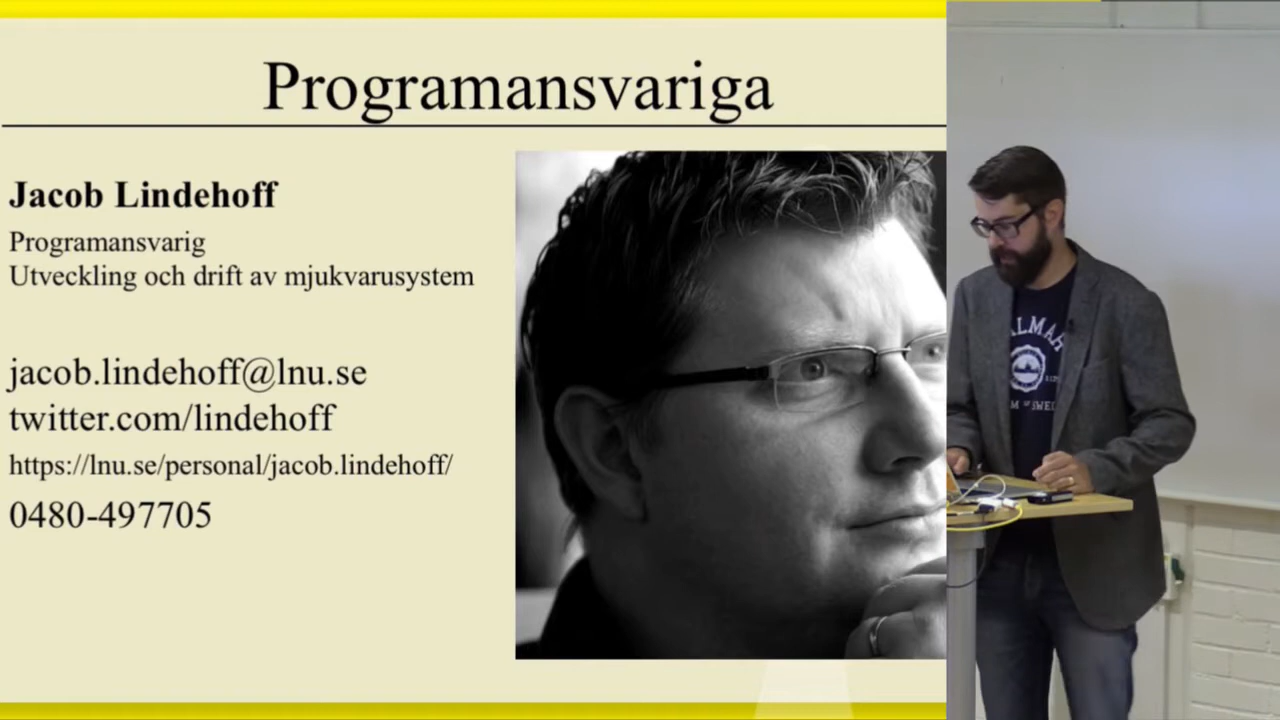 Programansvariga
Jacob Lindehoff
Programansvarig
Utveckling och drift av mjukvarusystem
jacob.lindehoff@lnu.se
twitter.com/lindehoff
https://lnu.se/personal/jacob.lindehoff/
0480-497705